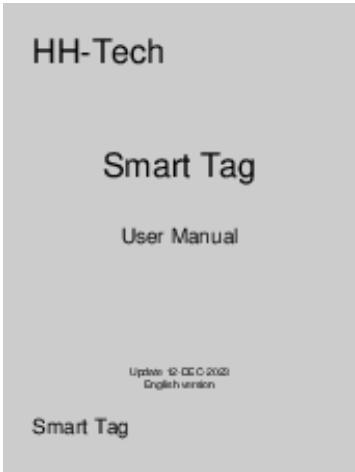 HH-Tech
Smart Tag
User Manual
Update 12-DEC-2023
English version
Smart Tag